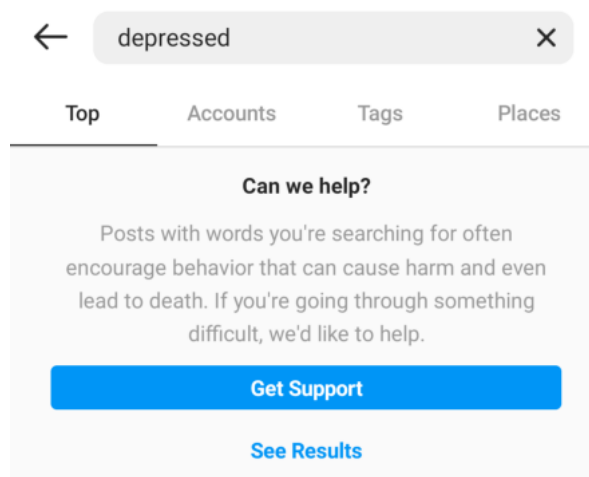 depressed
Top Accounts Tags Places
Can we help?
Posts with words you're searching for often
encourage behavior that can cause harm and even
lead to death. If you're going through something
difficult, we'd like to help.
Get Support
See Results